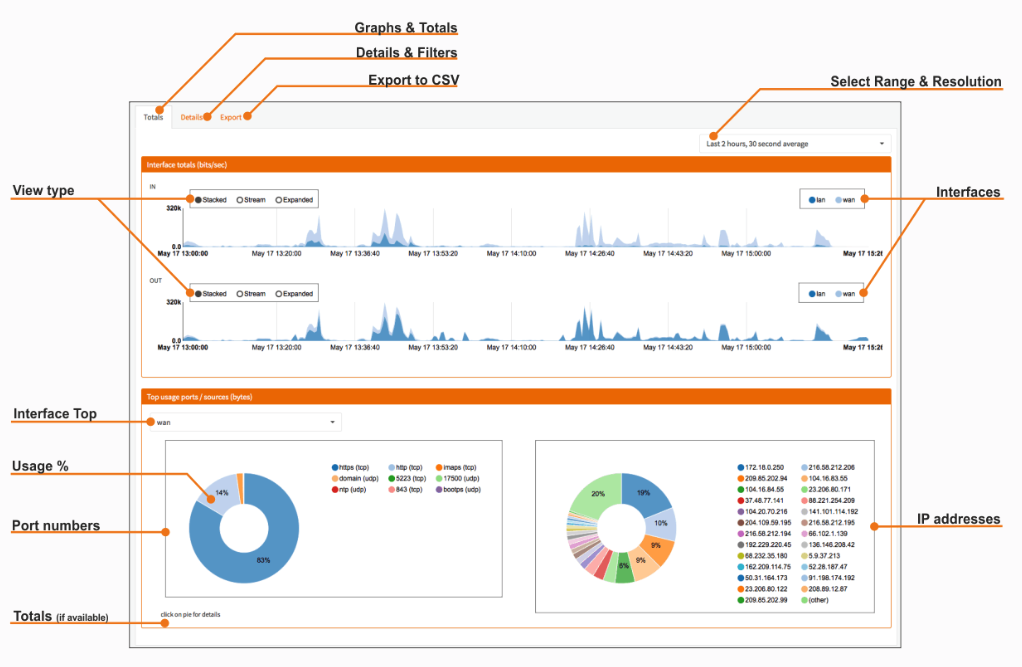 Graphs & Totals
Details & Filters
Export to CSV
Select Range & Resolution
Totals Details Export
Last 2 hours, 30 second average
Interface totals (bits/sec)
View type
Interfaces
IN
Stacked Stream Expanded
lan wan
320k
0.0
May 17 13:00:00 May 17 13:20:00 May 17 13:36:40 May 17 13:53:20 May 17 14:10:00 May 17 14:26:40 May 17 14:43:20 May 17 15:00:00 May 17 15:26
OUT
Stacked Stream Expanded
lan wan
320k
0.0
May 17 13:00:00 May 17 13:20:00 May 17 13:36:40 May 17 13:53:20 May 17 14:10:00 May 17 14:26:40 May 17 14:43:20 May 17 15:00:00 May 17 15:26
Top usage ports / sources (bytes)
Interface Top
wan
Usage %
Port numbers
https (tcp) http (tcp) imaps (tcp)
domain (udp) 5223 (tcp) 17500 (udp)
ntp (udp) 843 (tcp) bootps (udp)
14%
83%
20%
19%
10%
9%
9%
6%
172.18.0.250 216.58.212.206
209.85.202.94 104.16.83.55
104.16.84.55 23.206.80.171
37.48.77.141 88.221.254.209
104.20.70.216 141.101.114.192
204.109.59.195 216.58.212.195
216.58.212.194 66.102.1.139
192.229.220.45 136.146.208.42
68.232.35.180 5.9.37.213
162.209.114.75 52.28.187.47
50.31.164.173 91.198.174.192
23.206.80.122 208.89.12.87
209.85.202.99 (other)
IP addresses
click on pie for details
Totals (if available)